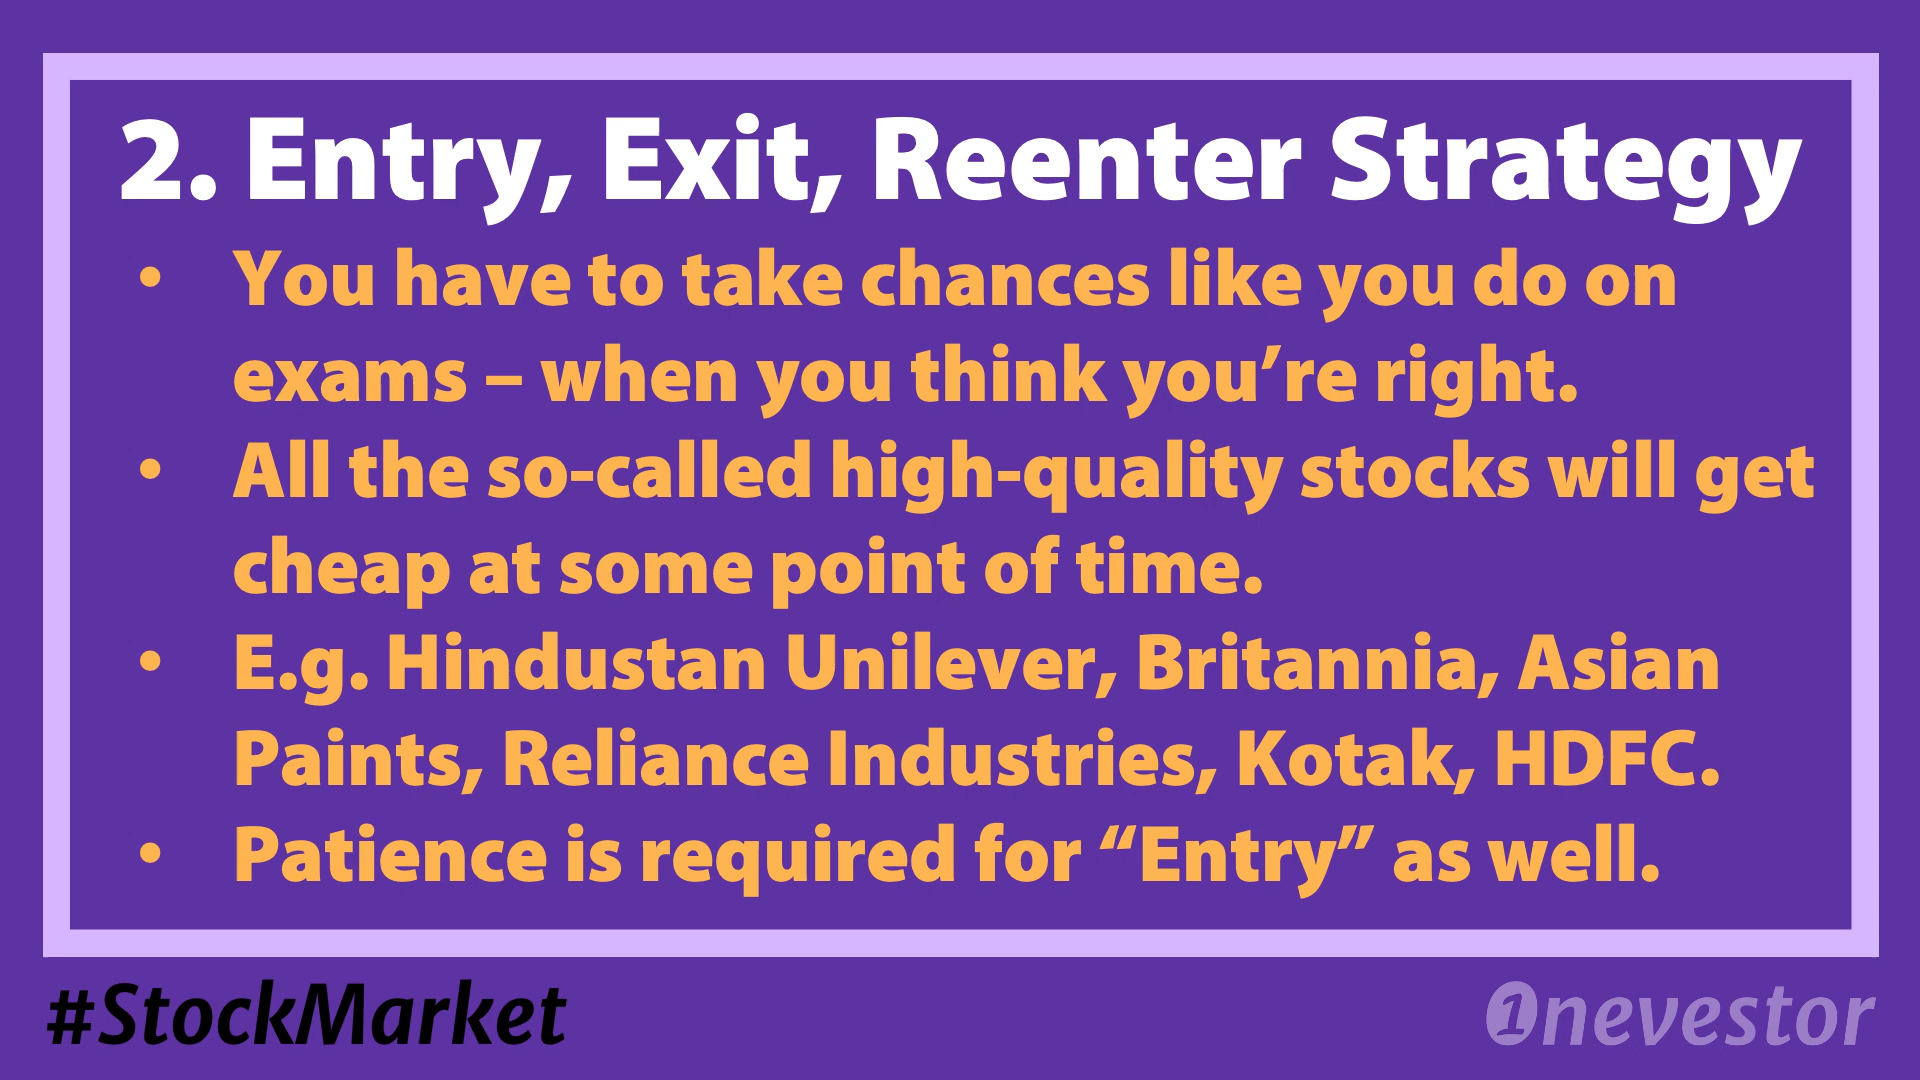 2. Entry, Exit, Reenter Strategy
• You have to take chances like you do on
exams – when you think you’re right.
• All the so-called high-quality stocks will get
cheap at some point of time.
• E.g. Hindustan Unilever, Britannia, Asian
Paints, Reliance Industries, Kotak, HDFC.
• Patience is required for “Entry” as well.
#StockMarket
1nevestor